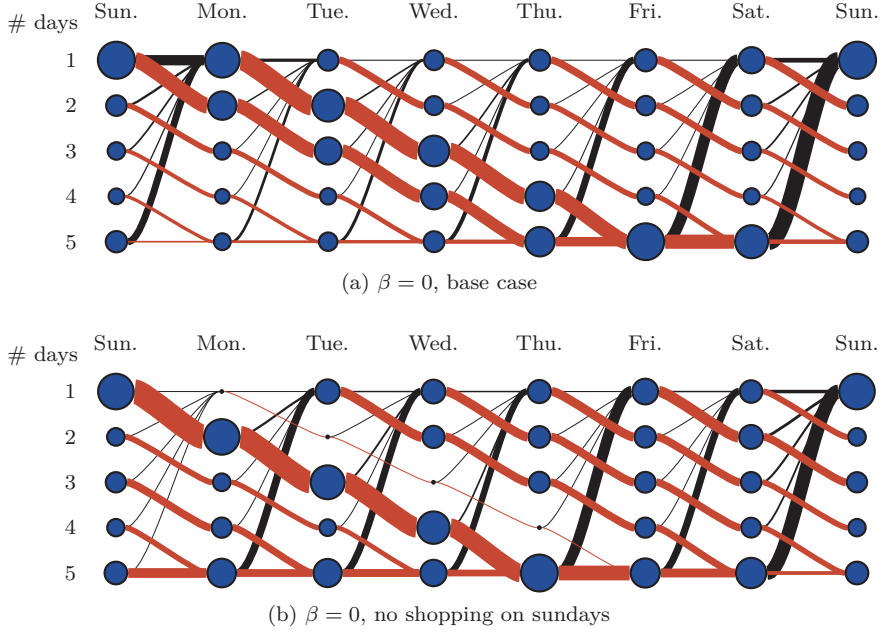 # days Sun. Mon. Tue. Wed. Thu. Fri. Sat. Sun.
1
2
3
4
5
(a) β = 0, base case
# days Sun. Mon. Tue. Wed. Thu. Fri. Sat. Sun.
1
2
3
4
5
(b) β = 0, no shopping on sundays